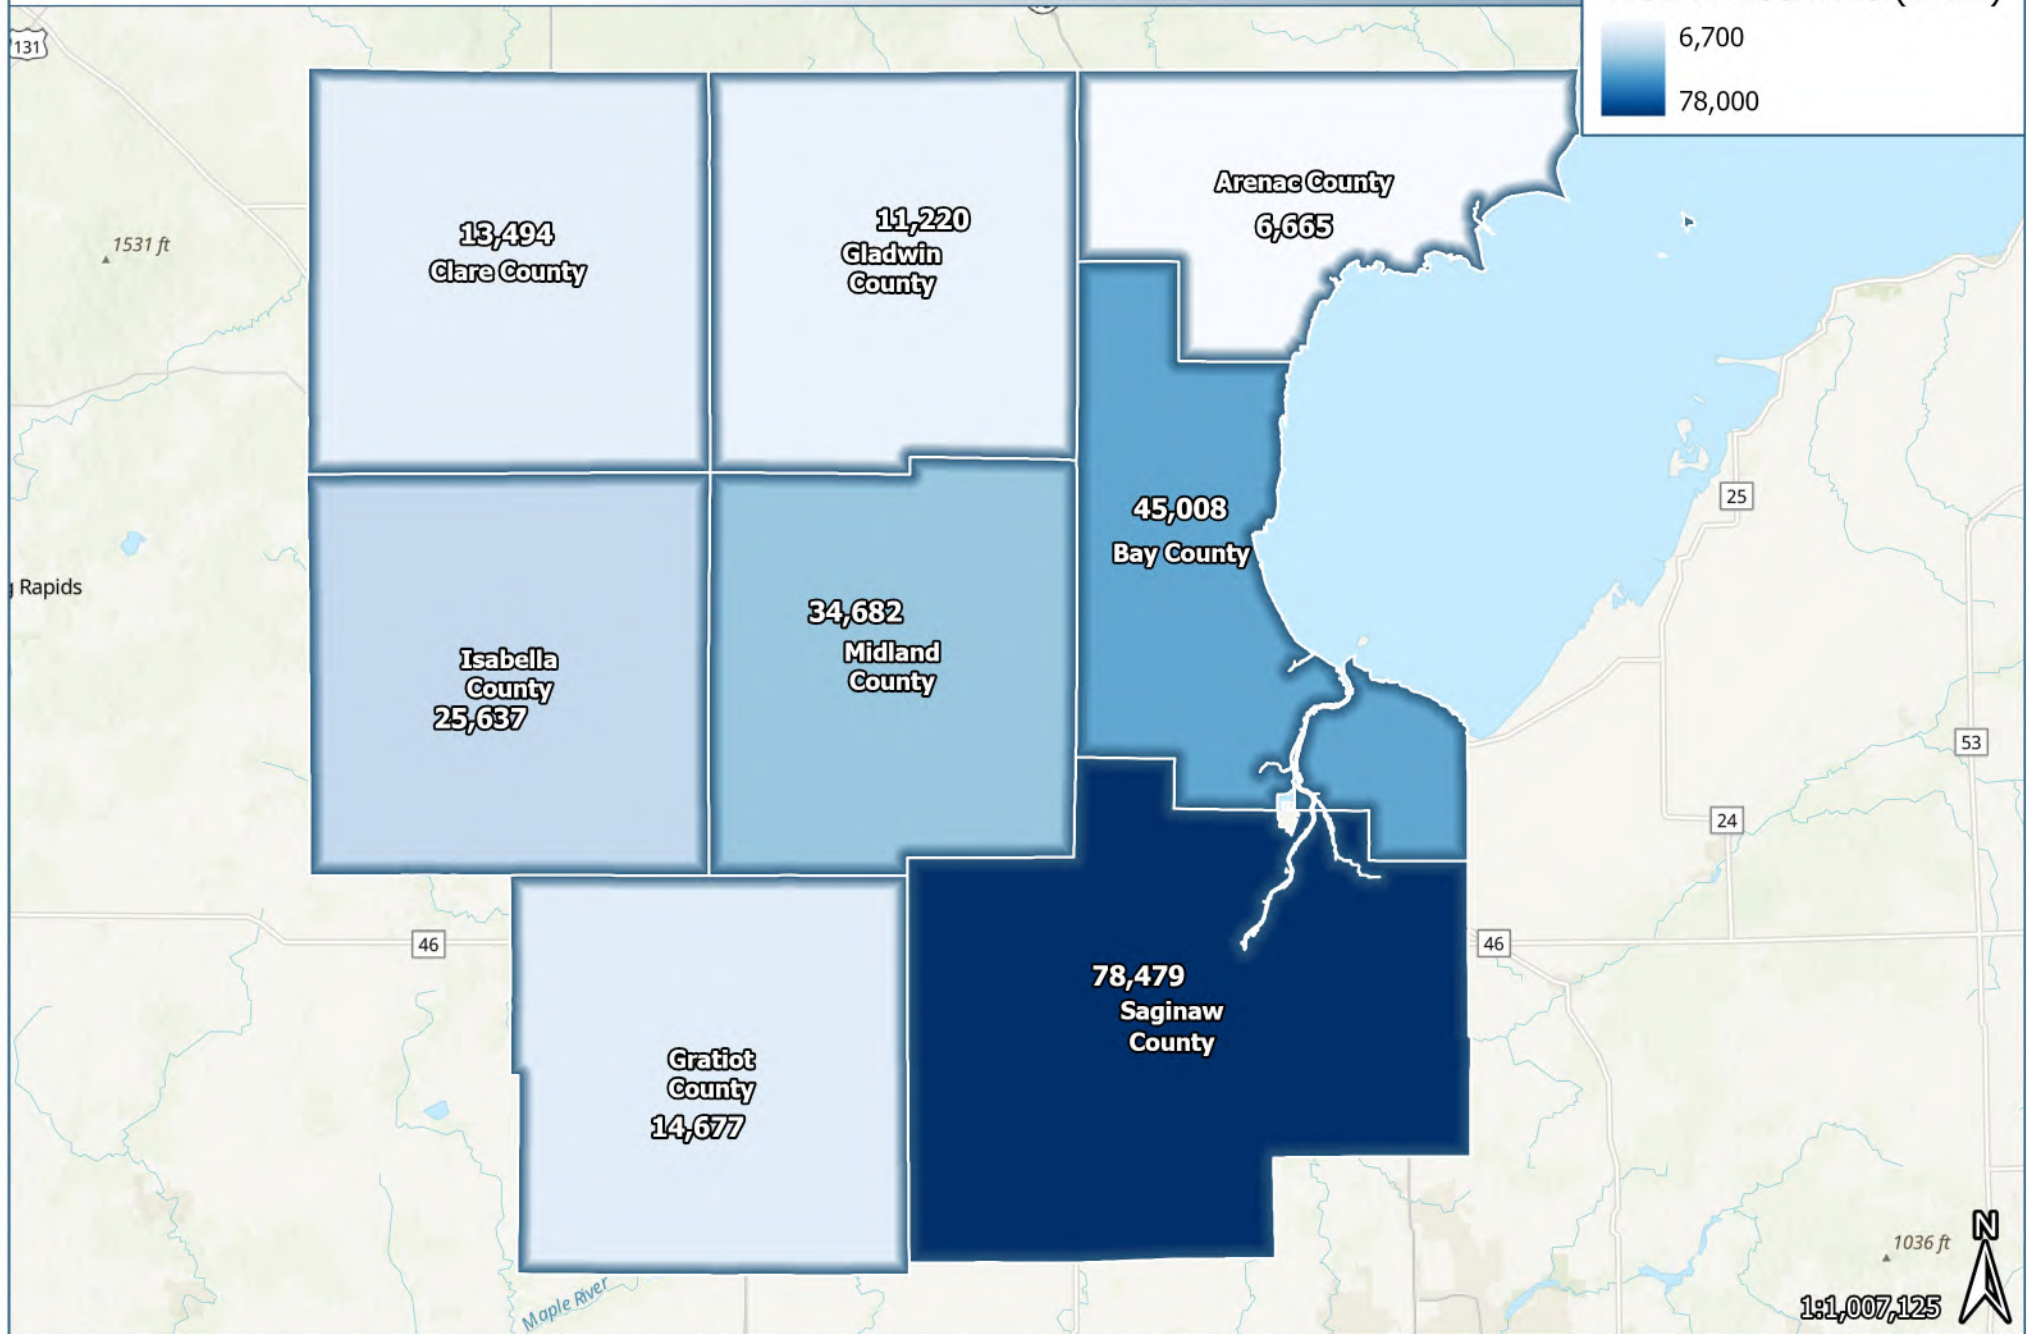 6,700
78,000
131
1531 ft
13,494
Clare County
11,220
Gladwin
County
Arenac County
6,665
45,008
Bay County
25
Rapids
34,682
Midland
County
Isabella
County
25,637
53
24
46
46
78,479
Saginaw
County
Gratiot
County
14,677
Maple River
N
1036 ft
1:1,007,125